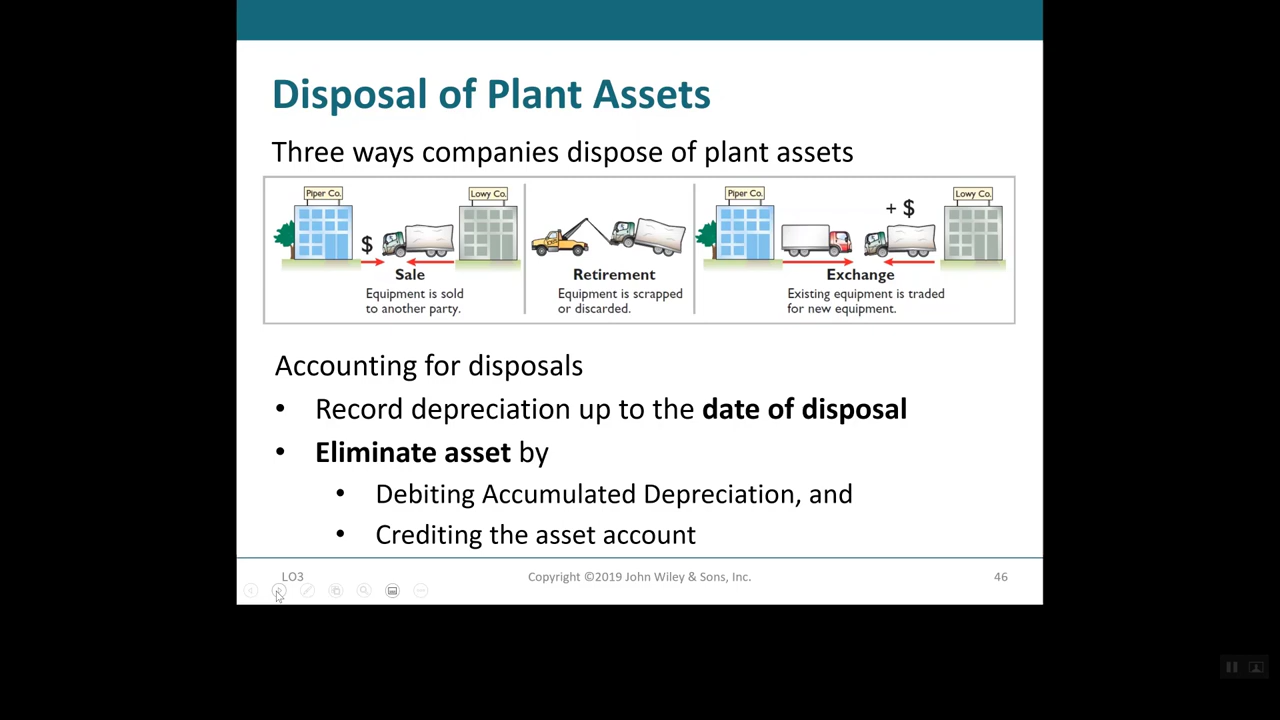 Disposal of Plant Assets
Three ways companies dispose of plant assets
Piper Co.
Lowy Co.
$
Sale
Equipment is sold
to another party.
Retirement
Equipment is scrapped
or discarded.
Piper Co.
Lowy Co.
+ $
Exchange
Existing equipment is traded
for new equipment.
Accounting for disposals
• Record depreciation up to the date of disposal
• Eliminate asset by
• Debiting Accumulated Depreciation, and
• Crediting the asset account
LO3
Copyright ©2019 John Wiley & Sons, Inc.
46